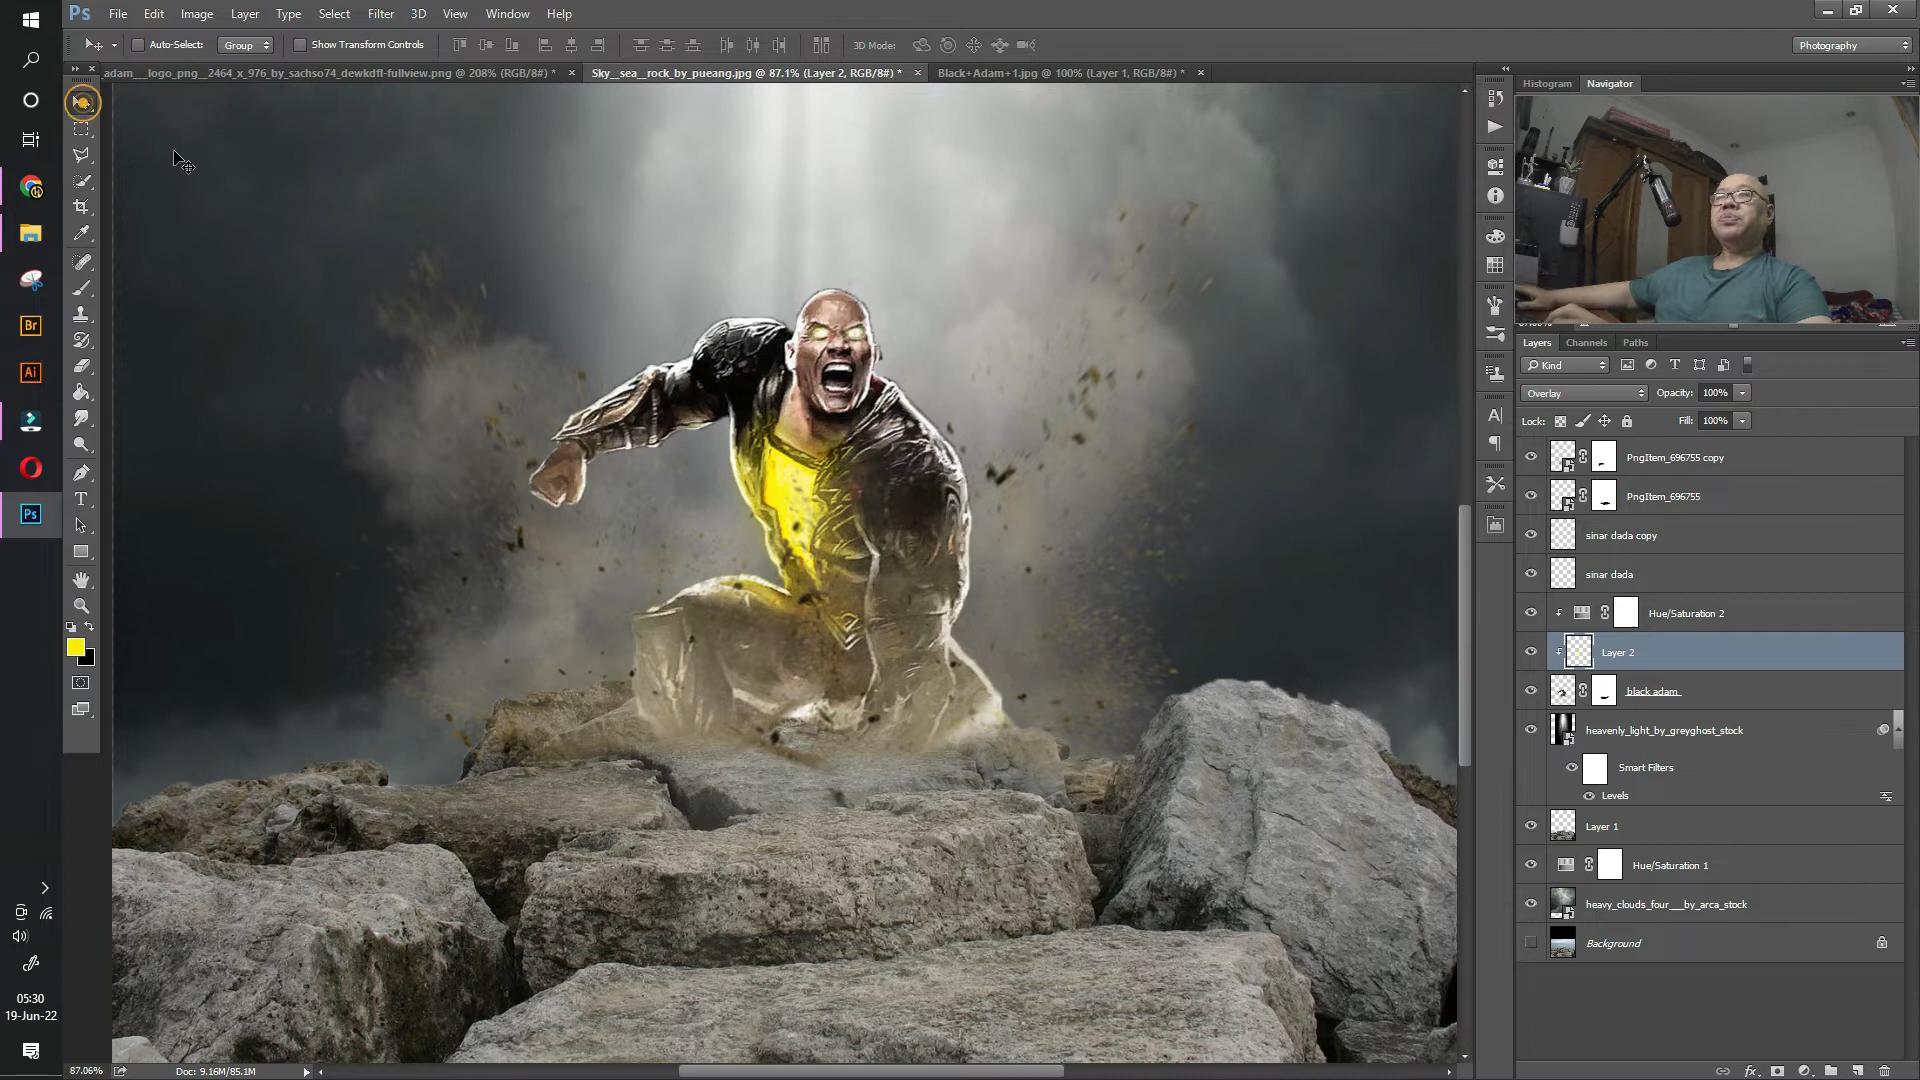 Ps File Edit Image Layer Type Select Filter 3D View Window Help
Auto-Select: Group Show Transform Controls 3D Mode: Photography
_adam___logo_png__2464_x_976_by_sachso74_dewkdfl-fullview.png @ 208% (RGB/8#) * Sky__sea__rock_by_pueang.jpg @ 87.1% (Layer 2, RGB/8#) * Black+Adam+1.jpg @ 100% (Layer 1, RGB/8#) *
Histogram Navigator
Layers Channels Paths
Kind
Overlay Opacity: 100%
Lock: Fill: 100%
PngItem_696755 copy
PngItem_696755
sinar dada copy
sinar dada
Hue/Saturation 2
Layer 2
black adam
heavenly_light_by_greyghost_stock
Smart Filters
Levels
Layer 1
Hue/Saturation 1
heavy_clouds_four___by_arca_stock
Background
Br
Ai
Ps
05:30
19-Jun-22
87.06% Doc: 9.16M/85.1M